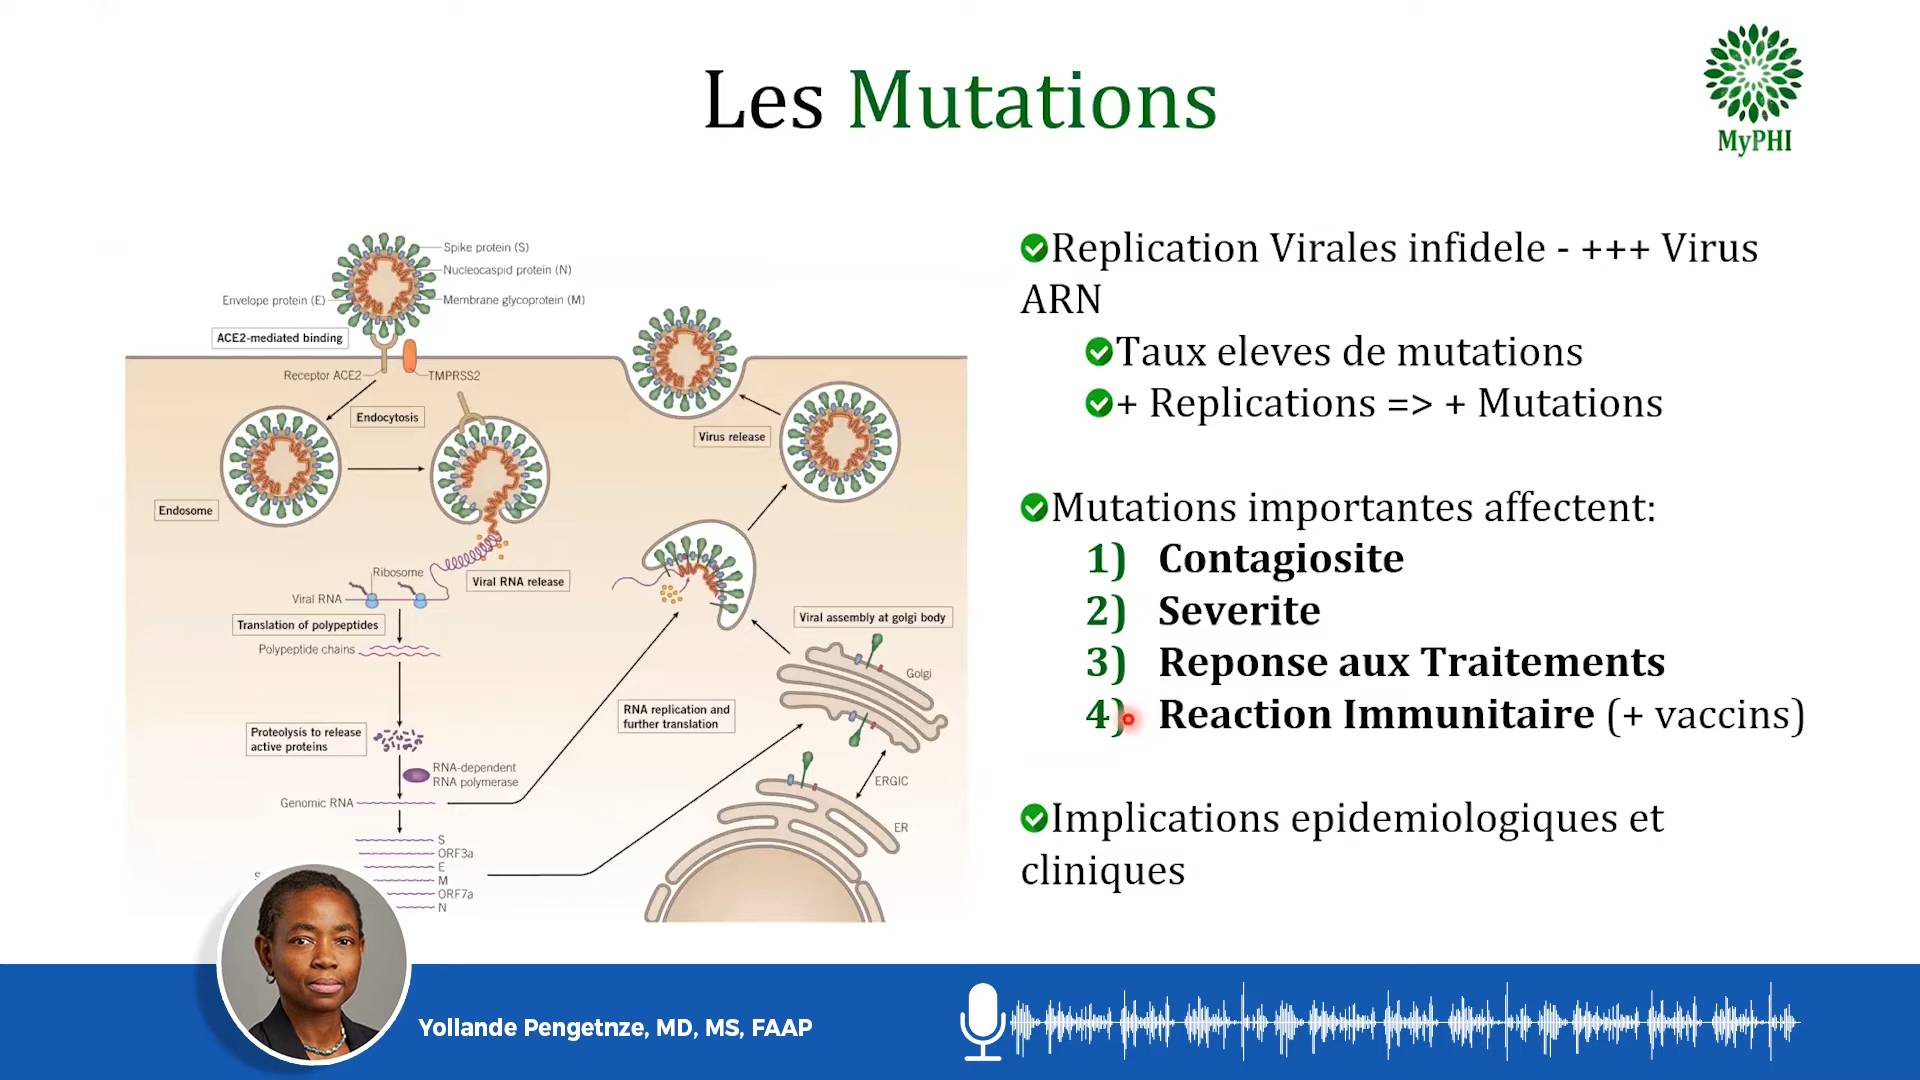 Les Mutations
MyPHI
Spike protein (S)
Nucleocaspid protein (N)
Envelope protein (E)
Membrane glycoprotein (M)
ACE2-mediated binding
Receptor ACE2
TMPRSS2
Endocytosis
Endosome
Viral RNA release
Ribosome
Viral RNA
Translation of polypeptides
Polypeptide chains
Proteolysis to release
active proteins
RNA-dependent
RNA polymerase
Genomic RNA
S
ORF3a
E
M
ORF7a
N
S
Virus release
Viral assembly at golgi body
Golgi
RNA replication and
further translation
ERGIC
ER
Replication Virales infidele - +++ Virus
ARN
Taux eleves de mutations
+ Replications => + Mutations
Mutations importantes affectent:
1) Contagiosite
2) Severite
3) Reponse aux Traitements
4) Reaction Immunitaire (+ vaccins)
Implications epidemiologiques et
cliniques
Yollande Pengetnze, MD, MS, FAAP